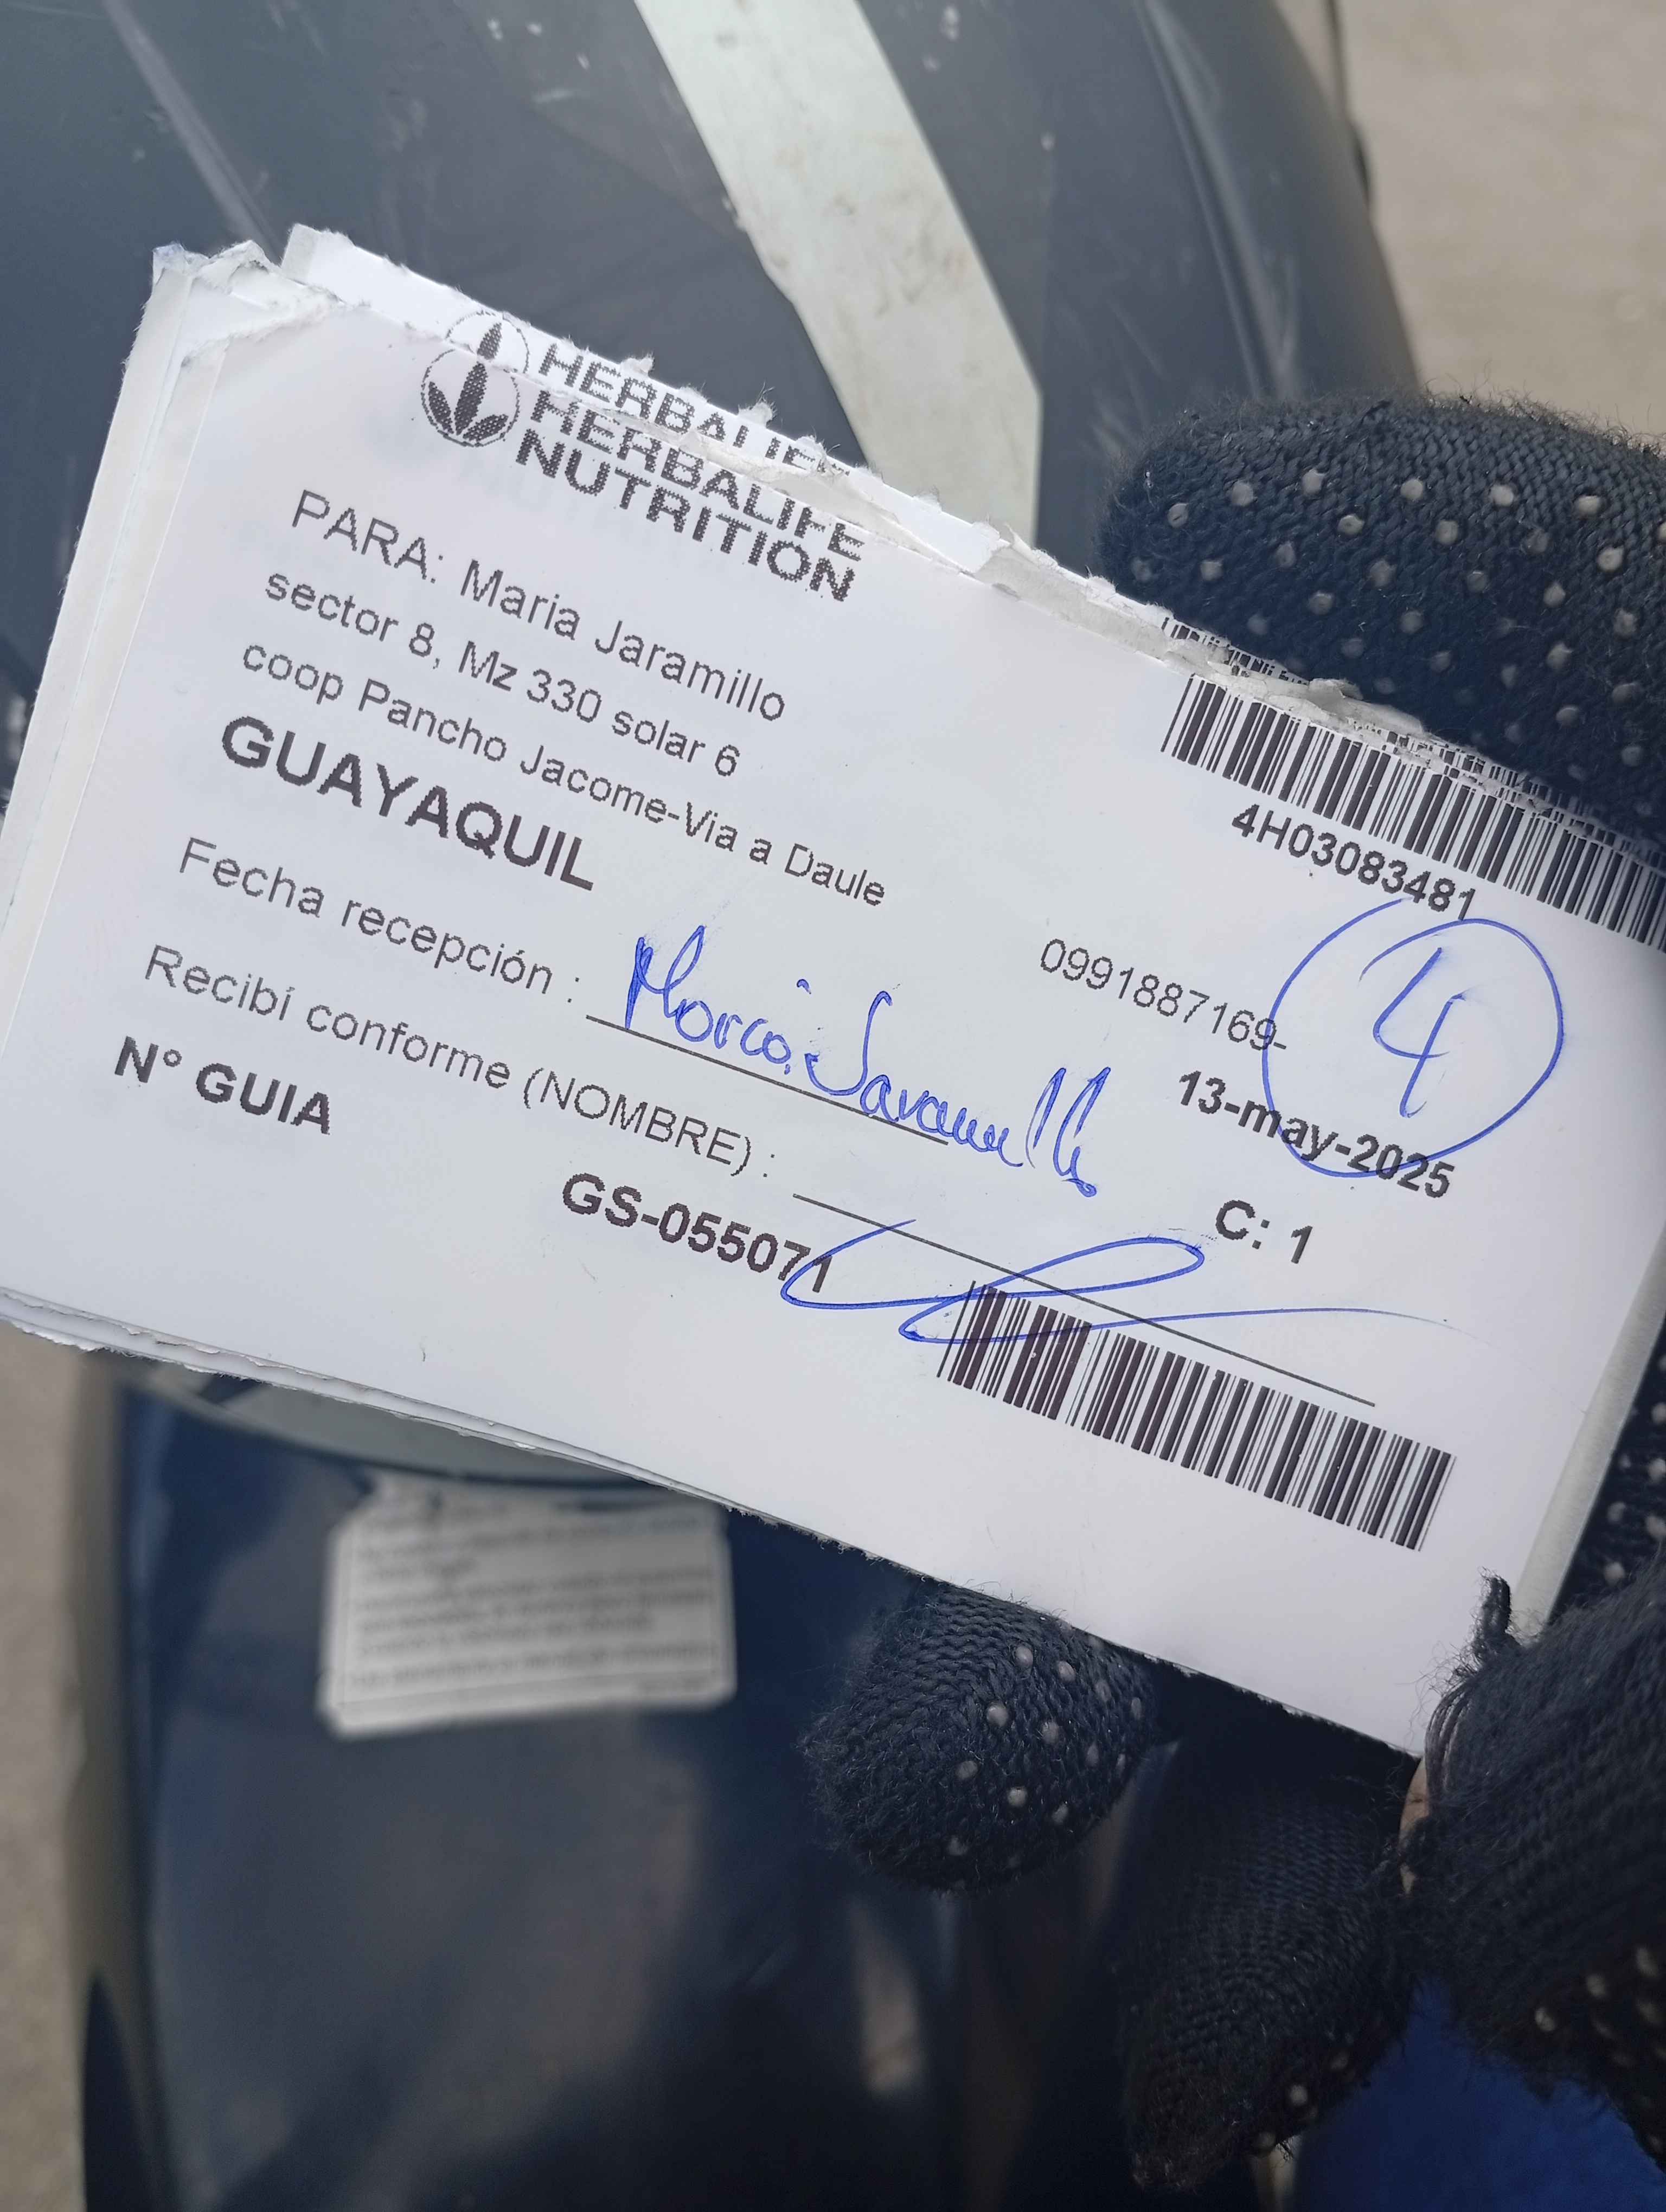 HERBALIFE
HERBALIFE
NUTRITION
4H03083481
PARA: Maria Jaramillo
sector 8, Mz 330 solar 6
coop Pancho Jacome-Via a Daule
GUAYAQUIL
0991887169-
4
Fecha recepción : 
13-may-2025
Recibí conforme (NOMBRE) :
C: 1
N° GUIA
GS-055071